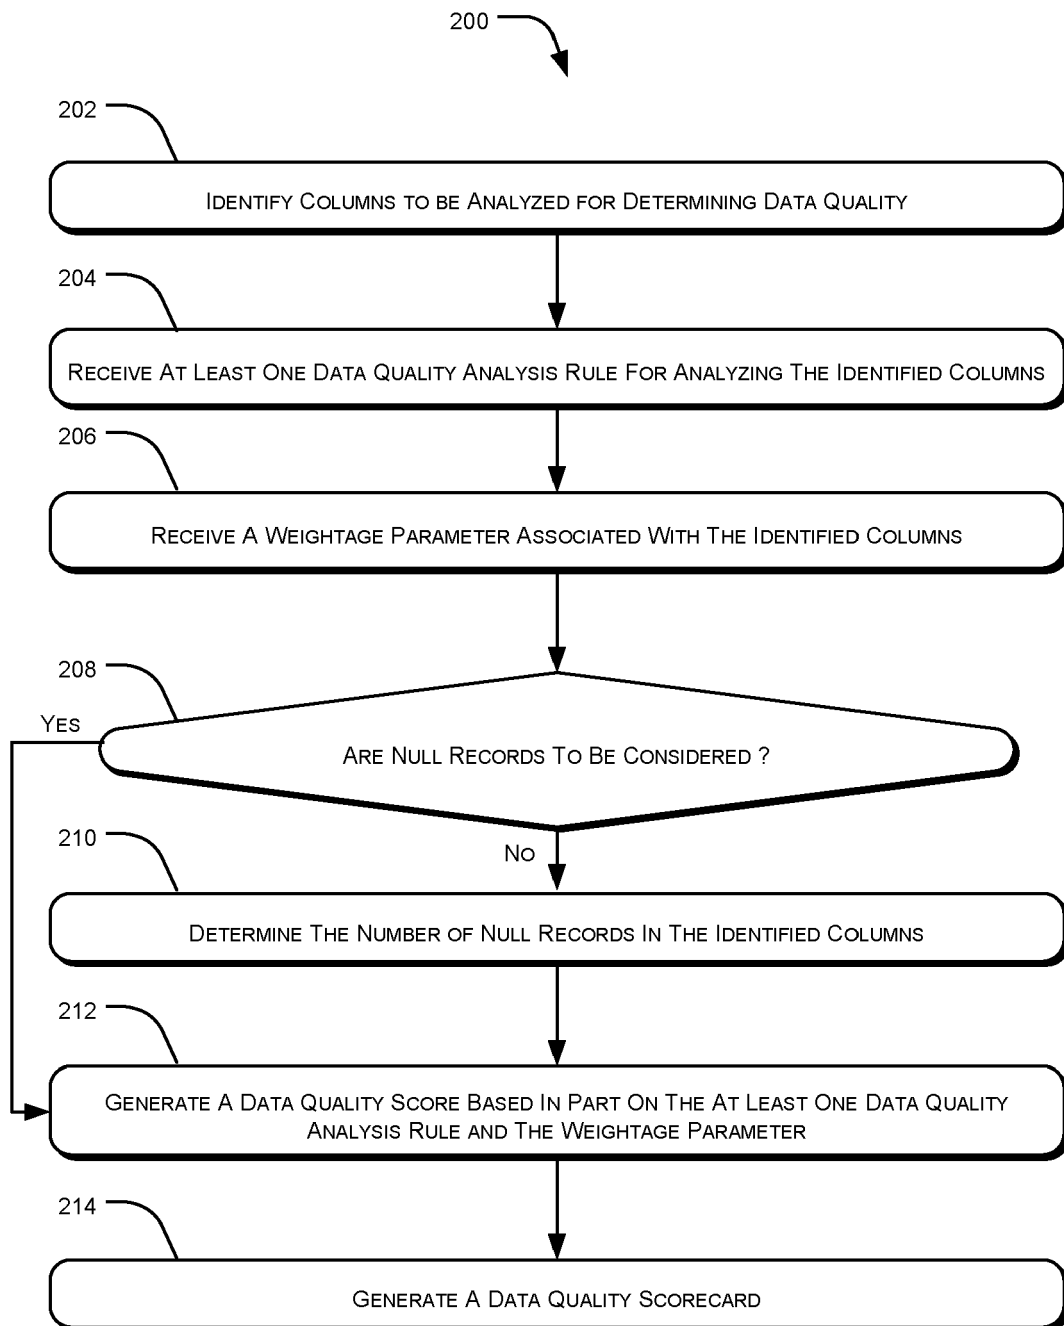 200
202
IDENTIFY COLUMNS TO BE ANALYZED FOR DETERMINING DATA QUALITY
204
RECEIVE AT LEAST ONE DATA QUALITY ANALYSIS RULE FOR ANALYZING THE IDENTIFIED COLUMNS
206
RECEIVE A WEIGHTAGE PARAMETER ASSOCIATED WITH THE IDENTIFIED COLUMNS
208
YES
ARE NULL RECORDS TO BE CONSIDERED ?
210
NO
DETERMINE THE NUMBER OF NULL RECORDS IN THE IDENTIFIED COLUMNS
212
GENERATE A DATA QUALITY SCORE BASED IN PART ON THE AT LEAST ONE DATA QUALITY
ANALYSIS RULE AND THE WEIGHTAGE PARAMETER
214
GENERATE A DATA QUALITY SCORECARD